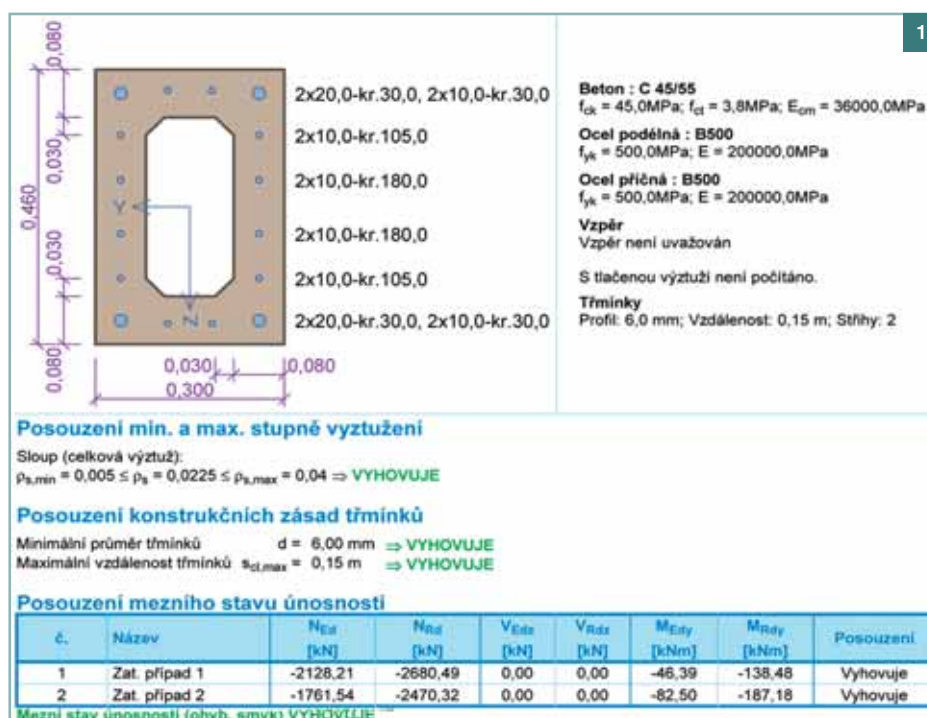 1
0,080
0,030
0,460
0,030
0,080
0,030
0,080
0,300
Y
Z
2x20,0-kr.30,0, 2x10,0-kr.30,0
2x10,0-kr.105,0
2x10,0-kr.180,0
2x10,0-kr.180,0
2x10,0-kr.105,0
2x20,0-kr.30,0, 2x10,0-kr.30,0
Beton : C 45/55
fck = 45,0MPa; fct = 3,8MPa; Ecm = 36000,0MPa
Ocel podélná : B500
fyk = 500,0MPa; E = 200000,0MPa
Ocel příčná : B500
fyk = 500,0MPa; E = 200000,0MPa
Vzpěr
Vzpěr není uvažován
S tlačenou výztuží není počítáno.
Třmínky
Profil: 6,0 mm; Vzdálenost: 0,15 m; Střihy: 2
Posouzení min. a max. stupně vyztužení
Sloup (celková výztuž):
ρs,min = 0,005 ≤ ρs = 0,0225 ≤ ρs,max = 0,04 ⇒ VYHOVUJE
Posouzení konstrukčních zásad třmínků
Minimální průměr třmínků d = 6,00 mm ⇒ VYHOVUJE
Maximální vzdálenost třmínků scl,max = 0,15 m ⇒ VYHOVUJE
Posouzení mezního stavu únosnosti
č. Název NEd [kN] NRd [kN] VEdz [kN] VRdz [kN] MEdy [kNm] MRdy [kNm] Posouzení
1 Zat. případ 1 -2128,21 -2680,49 0,00 0,00 -46,39 -138,48 Vyhovuje
2 Zat. případ 2 -1761,54 -2470,32 0,00 0,00 -82,50 -187,18 Vyhovuje
Mezní stav únosnosti (ohyb, smyk) VYHOVUJE